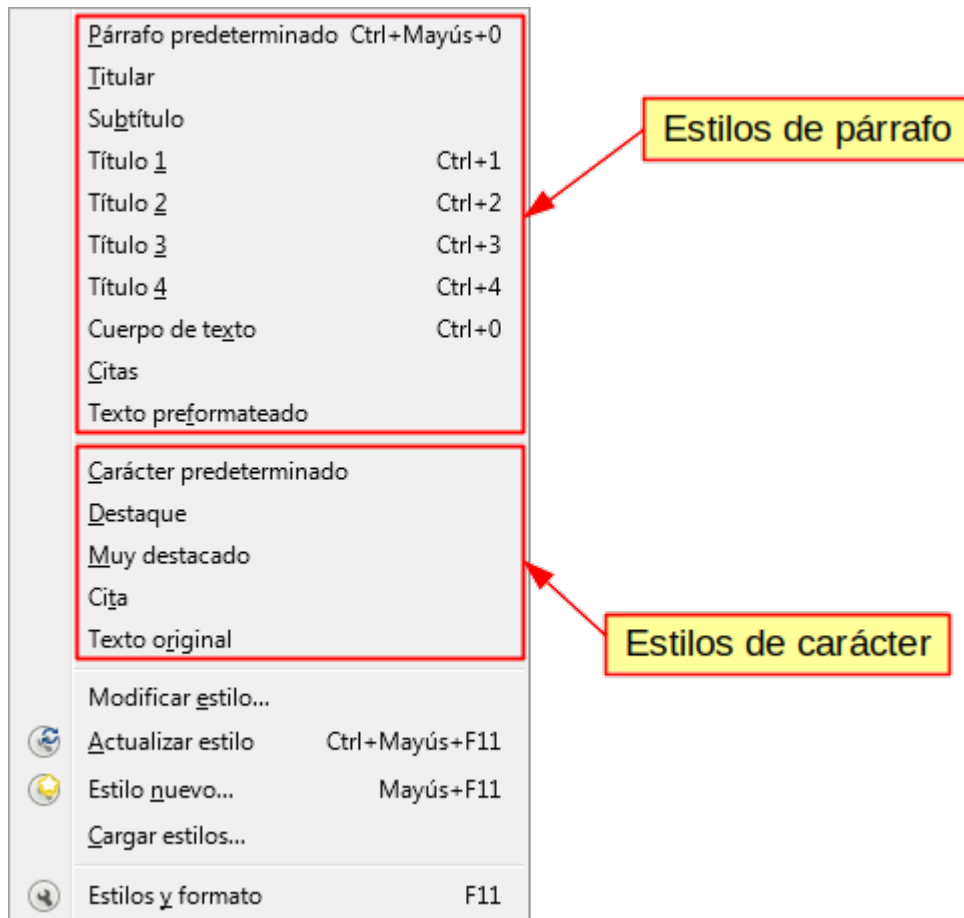 Párrafo predeterminado Ctrl+Mayús+0
Titular
Subtítulo
Título 1 Ctrl+1
Título 2 Ctrl+2
Título 3 Ctrl+3
Título 4 Ctrl+4
Cuerpo de texto Ctrl+0
Citas
Texto preformateado
Estilos de párrafo
Carácter predeterminado
Destaque
Muy destacado
Cita
Texto original
Estilos de carácter
Modificar estilo...
Actualizar estilo Ctrl+Mayús+F11
Estilo nuevo... Mayús+F11
Cargar estilos...
Estilos y formato F11